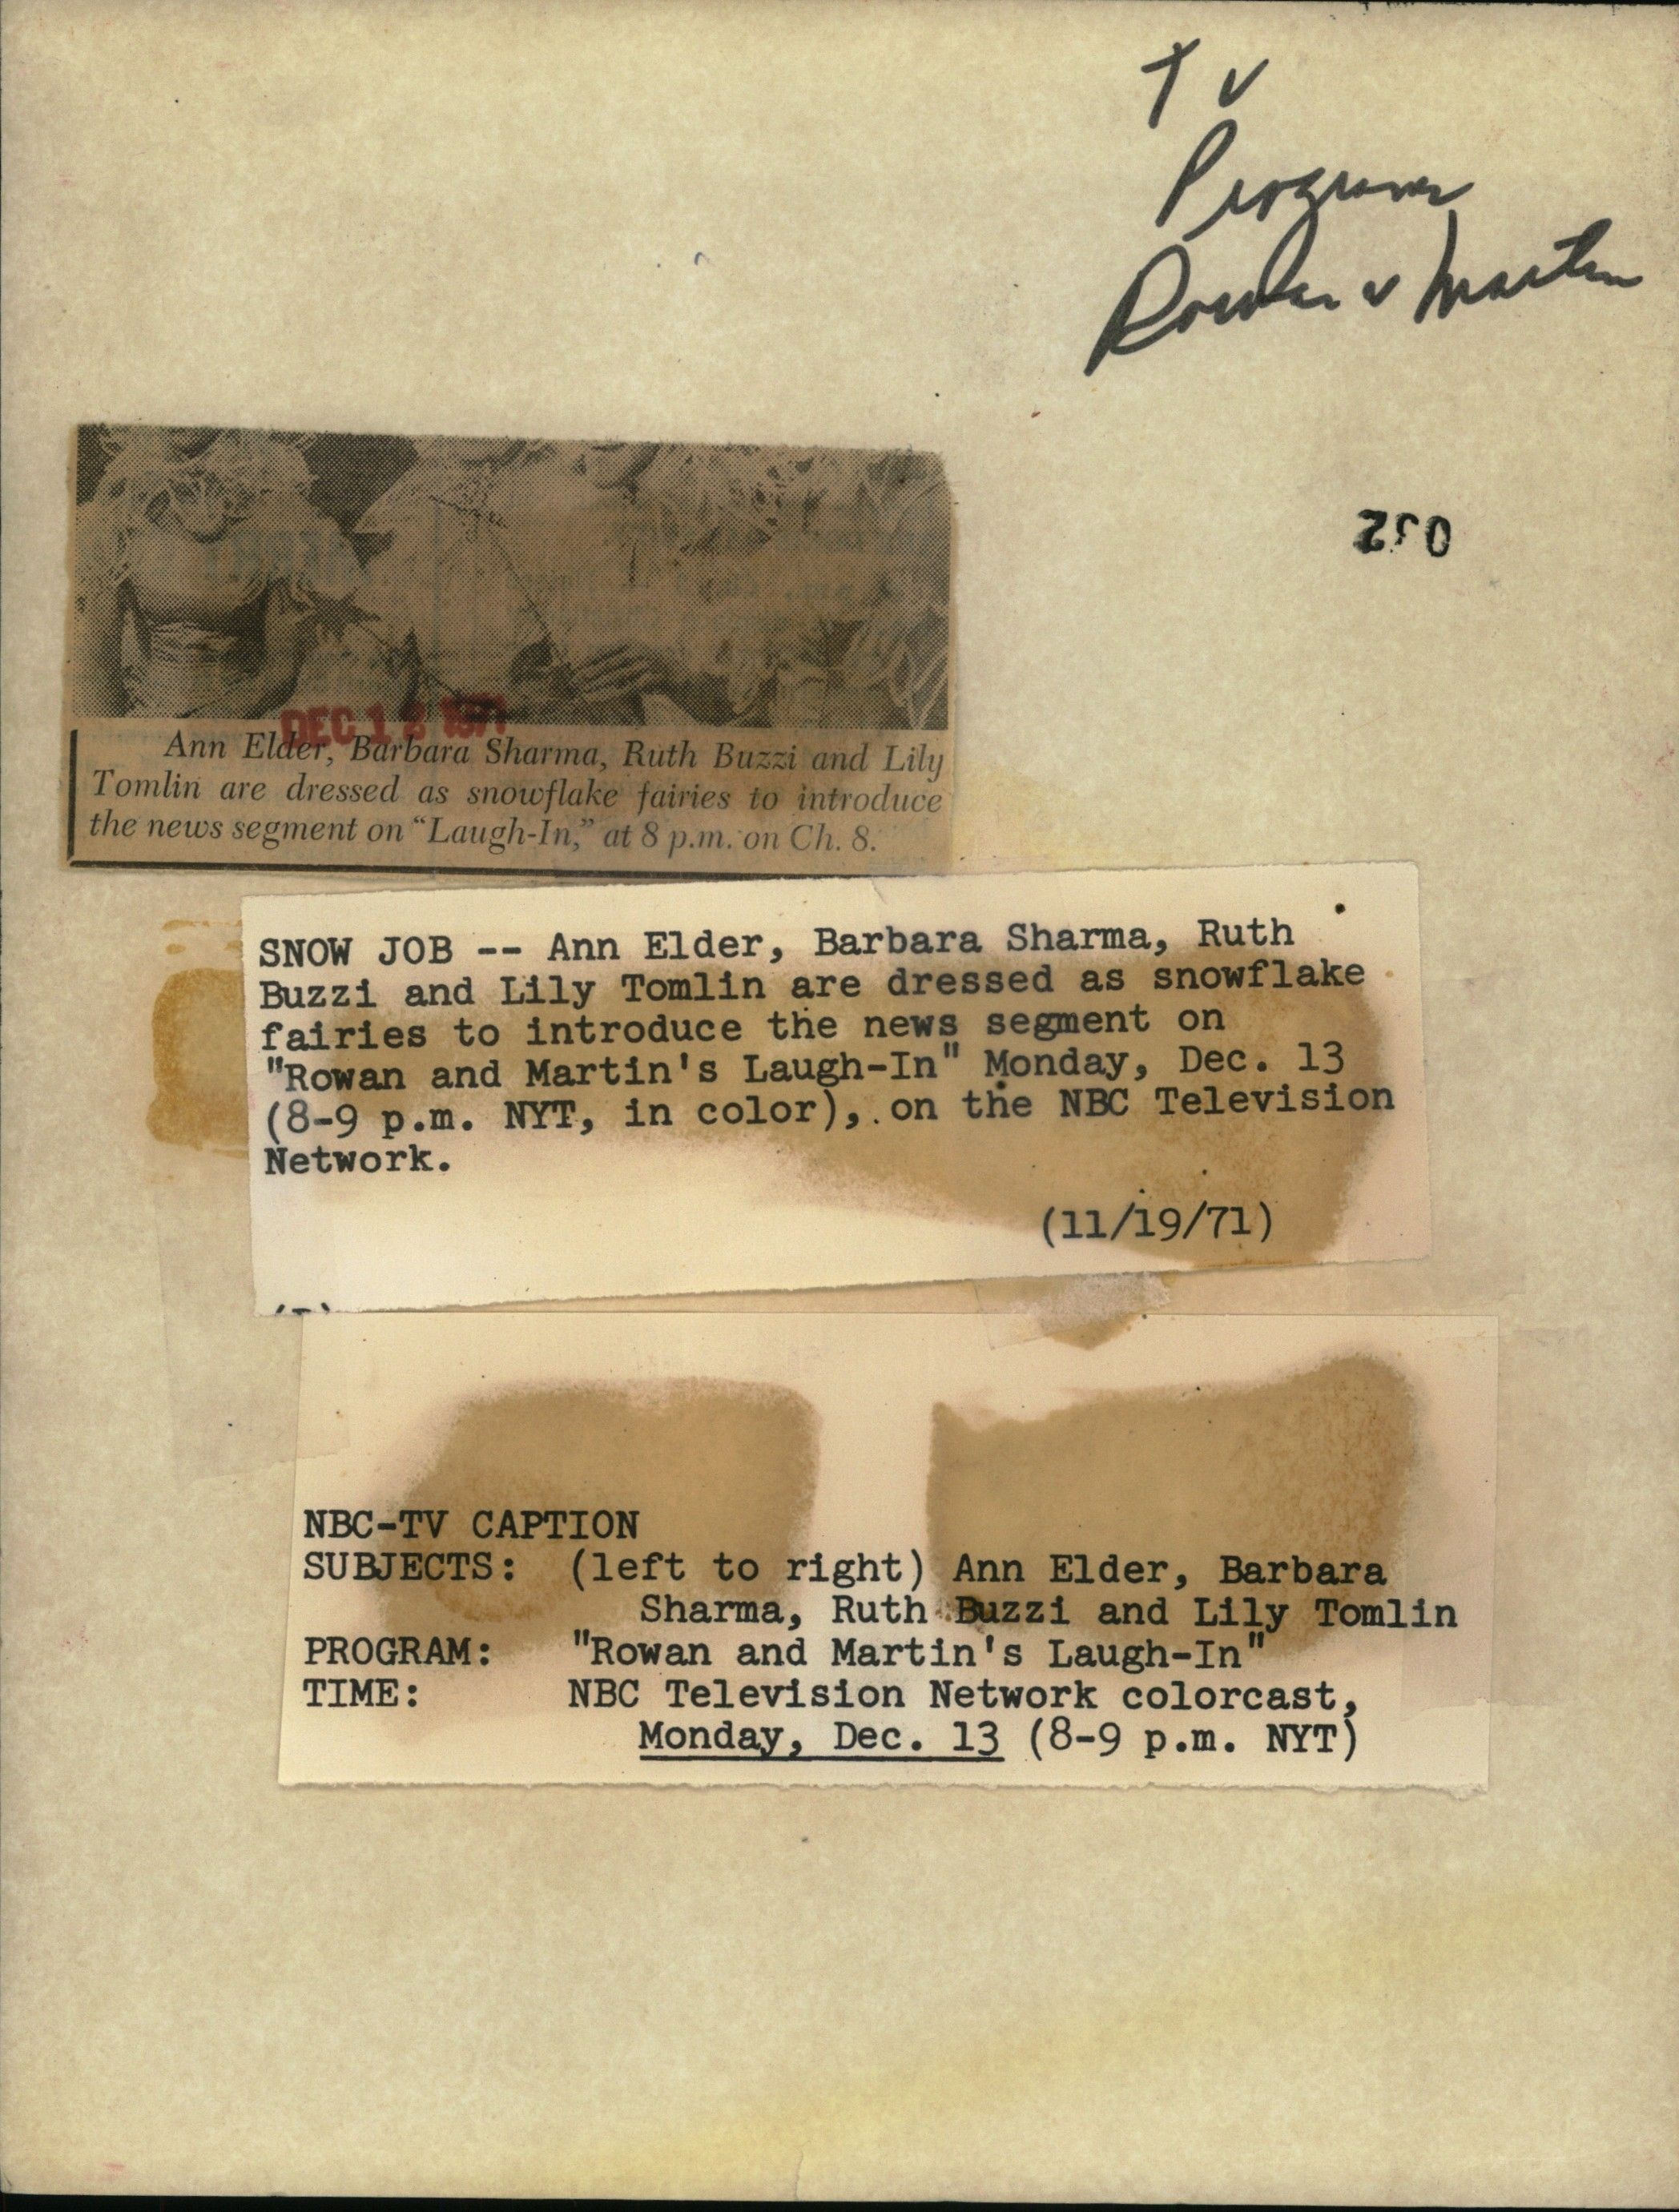 TV
Program
Rowan & Martin
DEC 13 1971
Ann Elder, Barbara Sharma, Ruth Buzzi and Lily
Tomlin are dressed as snowflake fairies to introduce
the news segment on “Laugh-In,” at 8 p.m. on Ch. 8.
SNOW JOB -- Ann Elder, Barbara Sharma, Ruth
Buzzi and Lily Tomlin are dressed as snowflake
fairies to introduce the news segment on
"Rowan and Martin's Laugh-In" Monday, Dec. 13
(8-9 p.m. NYT, in color), on the NBC Television
Network.
(11/19/71)
NBC-TV CAPTION
SUBJECTS: (left to right) Ann Elder, Barbara
Sharma, Ruth Buzzi and Lily Tomlin
PROGRAM: "Rowan and Martin's Laugh-In"
TIME: NBC Television Network colorcast,
Monday, Dec. 13 (8-9 p.m. NYT)